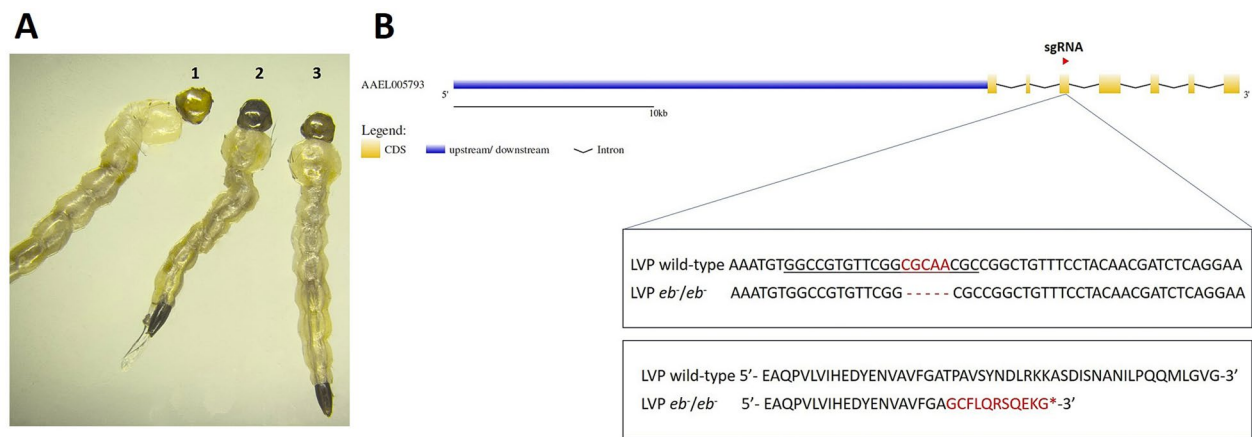 A
B
1 2 3
sgRNA
AAEL005793
5'
3'
10kb
Legend:
CDS upstream/ downstream Intron
LVP wild-type AAATGTGGCCGTGTTCGGCGCAACGCCGGCTGTTTCCTACAACGATCTCAGGAA
LVP eb-/eb- AAATGTGGCCGTGTTCGG - - - - - CGCCGGCTGTTTCCTACAACGATCTCAGGAA
LVP wild-type 5’- EAQPVLVIHEDYENVAVFGATPAVSYNDLRKKASDISNANILPQQMLGVG-3’
LVP eb-/eb- 5’- EAQPVLVIHEDYENVAVFGAGCFLQRSQEKG*-3’